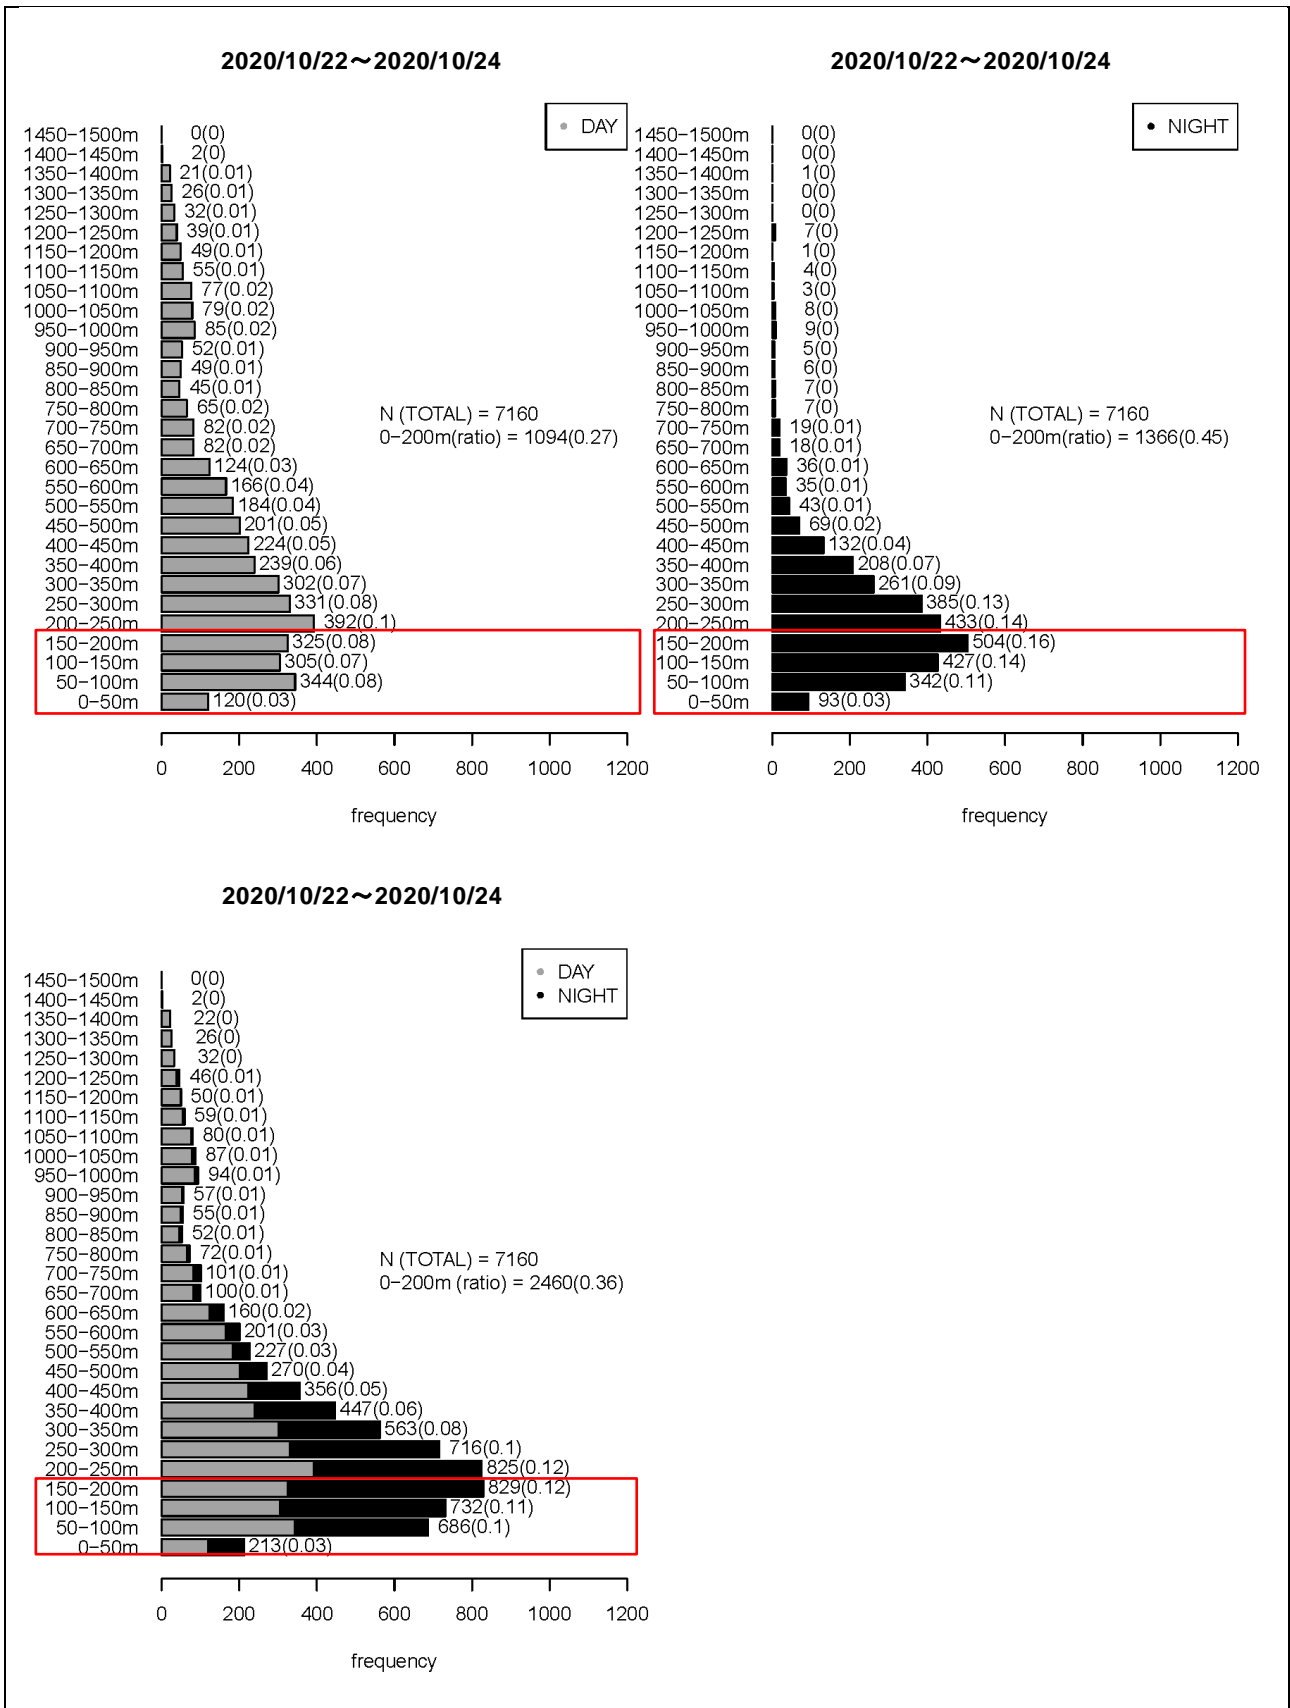 2020/10/22～2020/10/24
DAY
1450−1500m 0(0)
1400−1450m 2(0)
1350−1400m 21(0.01)
1300−1350m 26(0.01)
1250−1300m 32(0.01)
1200−1250m 39(0.01)
1150−1200m 49(0.01)
1100−1150m 55(0.01)
1050−1100m 77(0.02)
1000−1050m 79(0.02)
950−1000m 85(0.02)
900−950m 52(0.01)
850−900m 49(0.01)
800−850m 45(0.01)
750−800m 65(0.02)
700−750m 82(0.02)
650−700m 82(0.02)
600−650m 124(0.03)
550−600m 166(0.04)
500−550m 184(0.04)
450−500m 201(0.05)
400−450m 224(0.05)
350−400m 239(0.06)
300−350m 302(0.07)
250−300m 331(0.08)
200−250m 392(0.1)
150−200m 325(0.08)
100−150m 305(0.07)
50−100m 344(0.08)
0−50m 120(0.03)
N (TOTAL) = 7160
0−200m(ratio) = 1094(0.27)
0 200 400 600 800 1000 1200
frequency
2020/10/22～2020/10/24
NIGHT
1450−1500m 0(0)
1400−1450m 0(0)
1350−1400m 1(0)
1300−1350m 0(0)
1250−1300m 0(0)
1200−1250m 7(0)
1150−1200m 1(0)
1100−1150m 4(0)
1050−1100m 3(0)
1000−1050m 8(0)
950−1000m 9(0)
900−950m 5(0)
850−900m 6(0)
800−850m 7(0)
750−800m 7(0)
700−750m 19(0.01)
650−700m 18(0.01)
600−650m 36(0.01)
550−600m 35(0.01)
500−550m 43(0.01)
450−500m 69(0.02)
400−450m 132(0.04)
350−400m 208(0.07)
300−350m 261(0.09)
250−300m 385(0.13)
200−250m 433(0.14)
150−200m 504(0.16)
100−150m 427(0.14)
50−100m 342(0.11)
0−50m 93(0.03)
N (TOTAL) = 7160
0−200m(ratio) = 1366(0.45)
0 200 400 600 800 1000 1200
frequency
2020/10/22～2020/10/24
DAY
NIGHT
1450−1500m 0(0)
1400−1450m 2(0)
1350−1400m 22(0)
1300−1350m 26(0)
1250−1300m 32(0)
1200−1250m 46(0.01)
1150−1200m 50(0.01)
1100−1150m 59(0.01)
1050−1100m 80(0.01)
1000−1050m 87(0.01)
950−1000m 94(0.01)
900−950m 57(0.01)
850−900m 55(0.01)
800−850m 52(0.01)
750−800m 72(0.01)
700−750m 101(0.01)
650−700m 100(0.01)
600−650m 160(0.02)
550−600m 201(0.03)
500−550m 227(0.03)
450−500m 270(0.04)
400−450m 356(0.05)
350−400m 447(0.06)
300−350m 563(0.08)
250−300m 716(0.1)
200−250m 825(0.12)
150−200m 829(0.12)
100−150m 732(0.11)
50−100m 686(0.1)
0−50m 213(0.03)
N (TOTAL) = 7160
0−200m (ratio) = 2460(0.36)
0 200 400 600 800 1000 1200
frequency